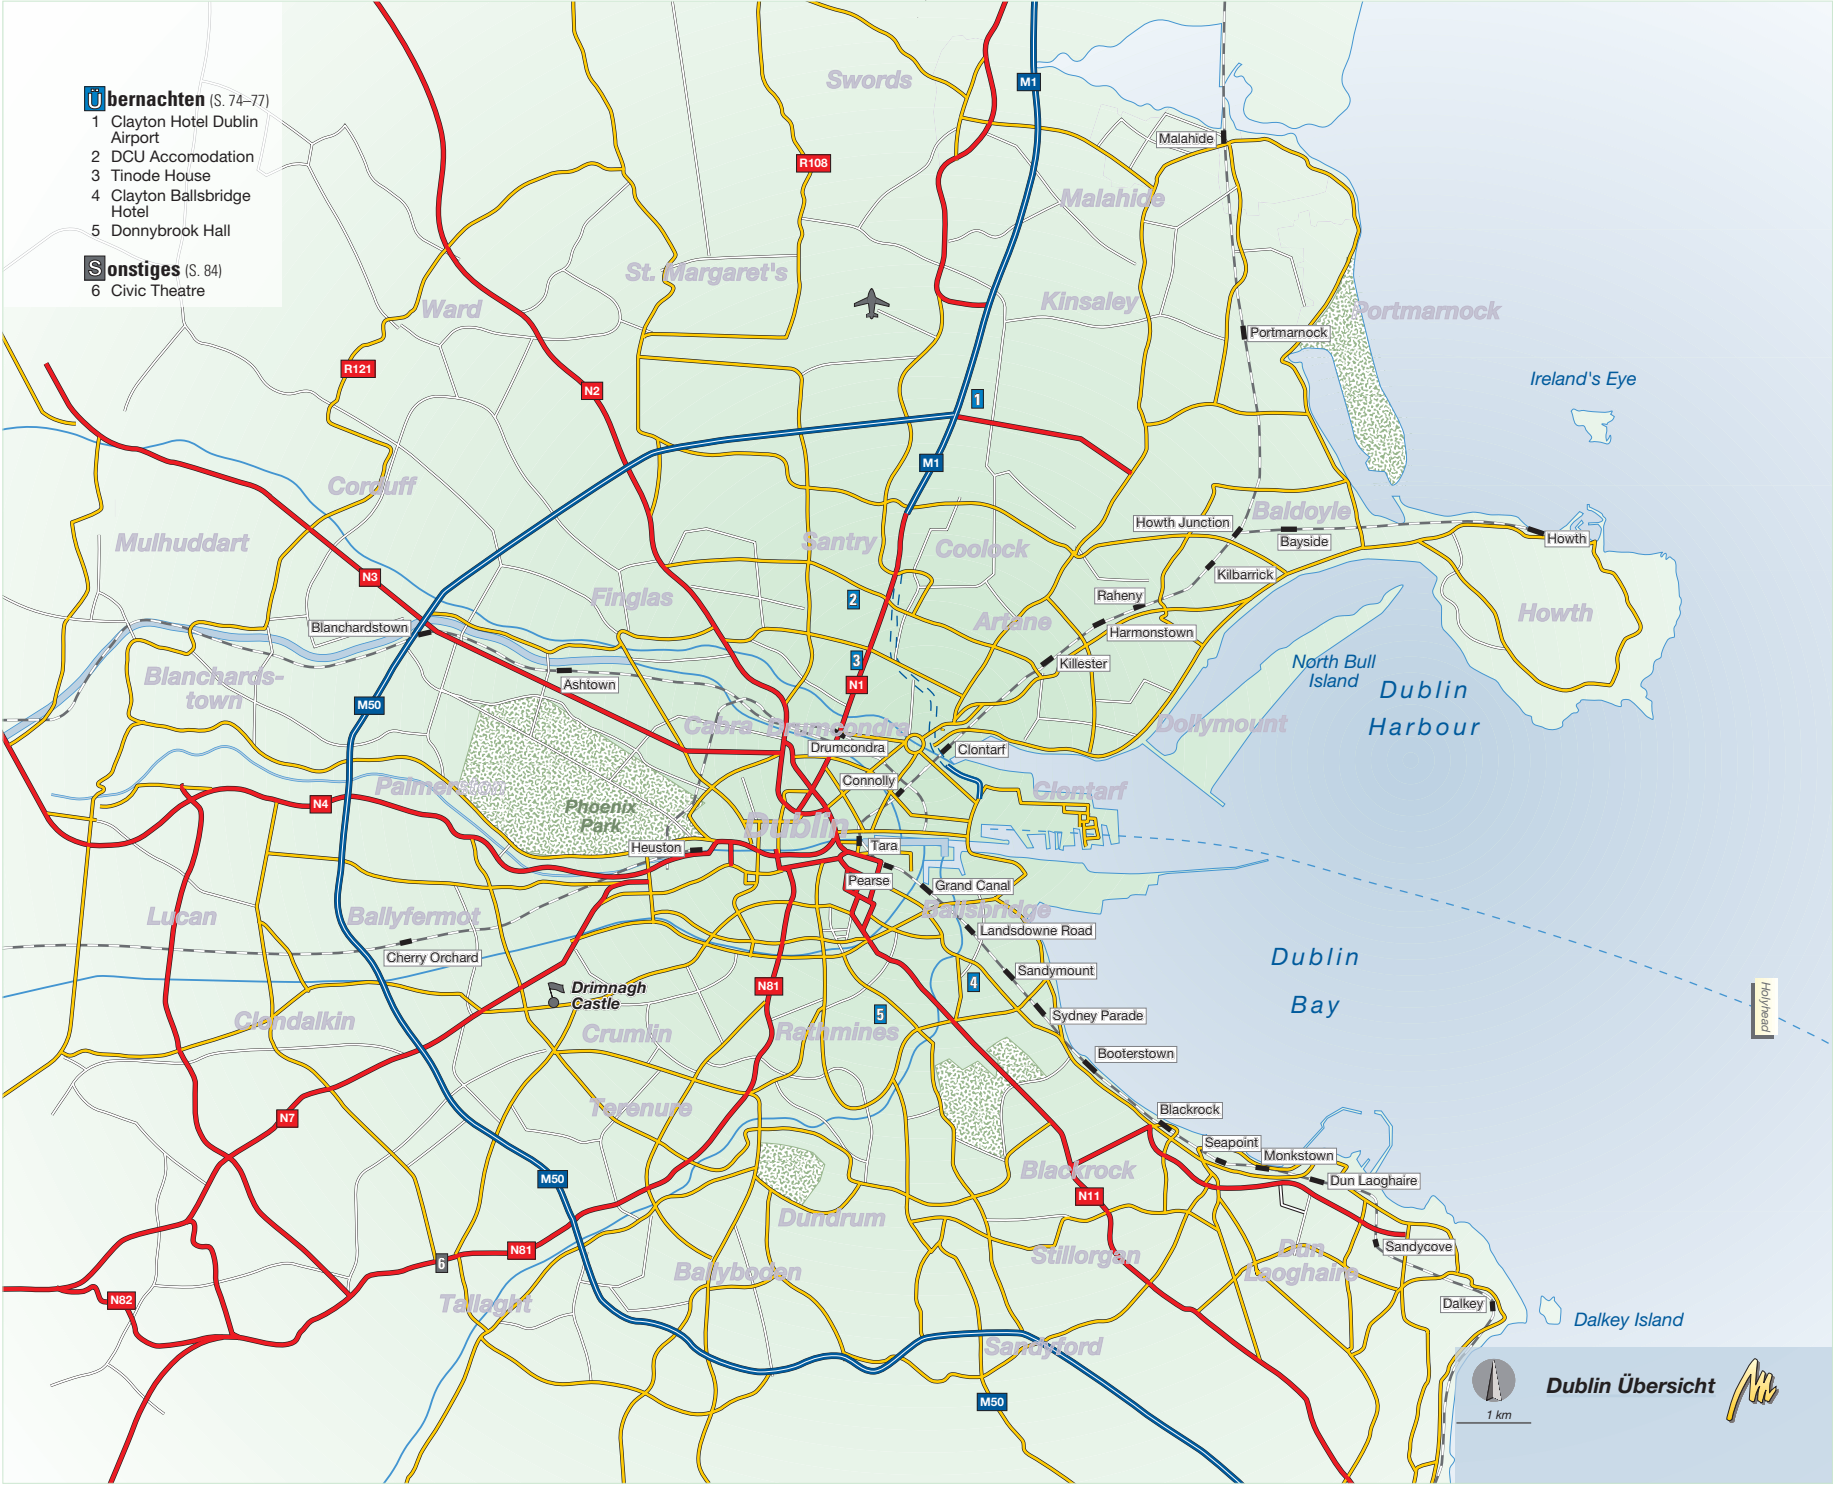 Übernachten (S. 74–77)
1 Clayton Hotel Dublin
Airport
2 DCU Accomodation
3 Tinode House
4 Clayton Ballsbridge
Hotel
5 Donnybrook Hall
Sonstiges (S. 84)
6 Civic Theatre
Swords
M1
Malahide
R108
Malahide
St. Margaret's
Ward
Kinsaley
Portmarnock
Portmarnock
R121
N2
Ireland's Eye
1
M1
Corduff
Baldoyle
Howth Junction
Mulhuddart
Santry
Coolock
Bayside
Howth
N3
Kilbarrick
Finglas
2
Raheny
Howth
Blanchardstown
Artane
Harmonstown
3
Killester
North Bull
Island
Blanchards-
town
Ashtown
N1
Dublin
Harbour
M50
Cabra
Drumcondra
Dollymount
Drumcondra
Clontarf
Connolly
Palmerston
Clontarf
N4
Phoenix
Park
Dublin
Heuston
Tara
Pearse
Grand Canal
Lucan
Ballyfermot
Ballsbridge
Landsdowne Road
Cherry Orchard
Dublin
Bay
Sandymount
N81
4
Drimnagh
Castle
5
Sydney Parade
Holyhead
Clondalkin
Crumlin
Rathmines
Booterstown
Terenure
N7
Blackrock
Seapoint
Monkstown
Blackrock
M50
Dun Laoghaire
N11
Dundrum
Sandycove
N81
Stillorgan
Dun
Laoghaire
6
Ballyboden
N82
Tallaght
Dalkey
Dalkey Island
Sandyford
Dublin Übersicht
M50
1 km